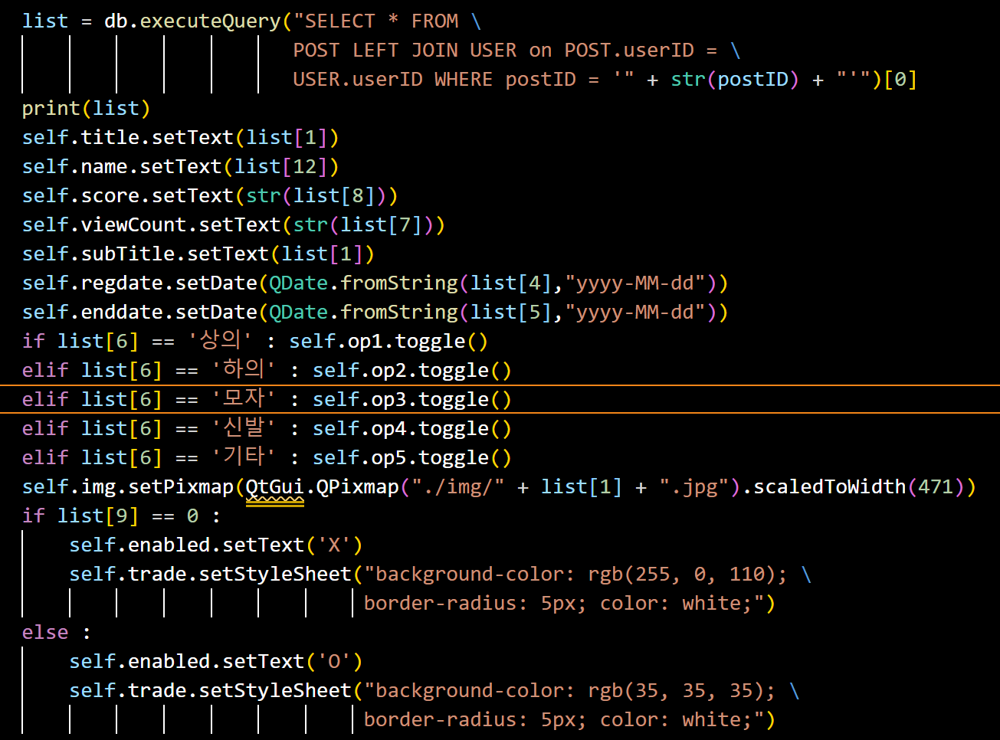 list = db.executeQuery("SELECT * FROM \
                       POST LEFT JOIN USER on POST.userID = \
                       USER.userID WHERE postID = '" + str(postID) + "'")[0]
print(list)
self.title.setText(list[1])
self.name.setText(list[12])
self.score.setText(str(list[8]))
self.viewCount.setText(str(list[7]))
self.subTitle.setText(list[1])
self.regdate.setDate(QDate.fromString(list[4],"yyyy-MM-dd"))
self.enddate.setDate(QDate.fromString(list[5],"yyyy-MM-dd"))
if list[6] == '상의' : self.op1.toggle()
elif list[6] == '하의' : self.op2.toggle()
elif list[6] == '모자' : self.op3.toggle()
elif list[6] == '신발' : self.op4.toggle()
elif list[6] == '기타' : self.op5.toggle()
self.img.setPixmap(QtGui.QPixmap("./img/" + list[1] + ".jpg").scaledToWidth(471))
if list[9] == 0 :
    self.enabled.setText('X')
    self.trade.setStyleSheet("background-color: rgb(255, 0, 110); \
                             border-radius: 5px; color: white;")
else :
    self.enabled.setText('O')
    self.trade.setStyleSheet("background-color: rgb(35, 35, 35); \
                             border-radius: 5px; color: white;")